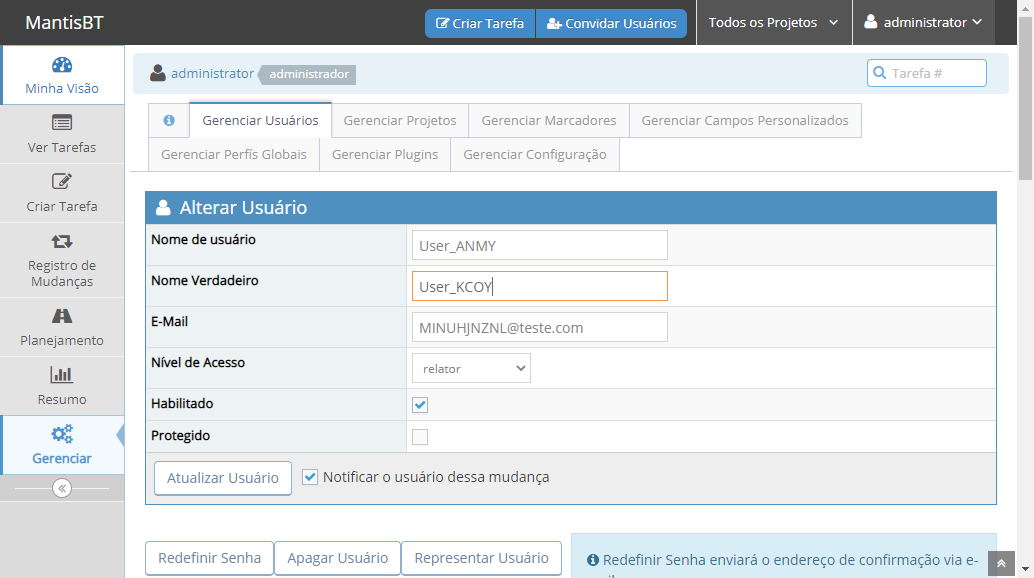 MantisBT
Criar Tarefa
Convidar Usuários
Todos os Projetos
administrator
Minha Visão
Ver Tarefas
Criar Tarefa
Registro de
Mudanças
Planejamento
Resumo
Gerenciar
administrator administrador
Tarefa #
Gerenciar Usuários
Gerenciar Projetos
Gerenciar Marcadores
Gerenciar Campos Personalizados
Gerenciar Perfís Globais
Gerenciar Plugins
Gerenciar Configuração
Alterar Usuário
Nome de usuário
User_ANMY
Nome Verdadeiro
User_KCOY
E-Mail
MINUHJNZNL@teste.com
Nível de Acesso
relator
Habilitado
Protegido
Atualizar Usuário
Notificar o usuário dessa mudança
Redefinir Senha
Apagar Usuário
Representar Usuário
Redefinir Senha enviará o endereço de confirmação via e-